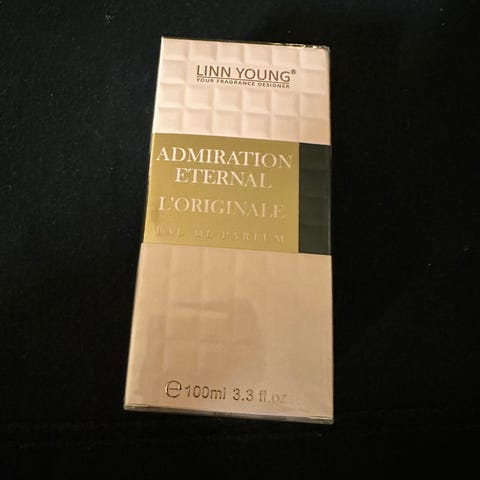 LINN YOUNG®
YOUR FRAGRANCE DESIGNER
ADMIRATION
ETERNAL
L'ORIGINALE
EAU DE PARFUM
℮100ml 3.3 fl.oz.